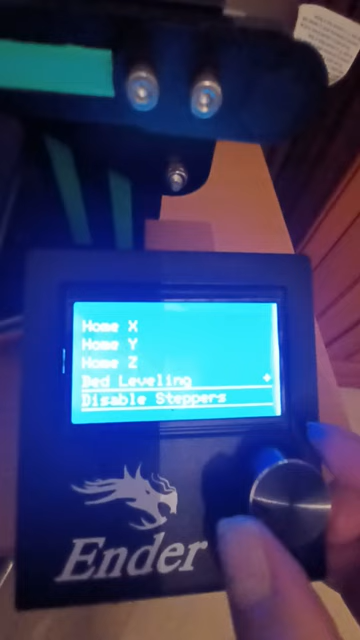 Home X
Home Y
Home Z
Bed Leveling +
Disable Steppers
Ender